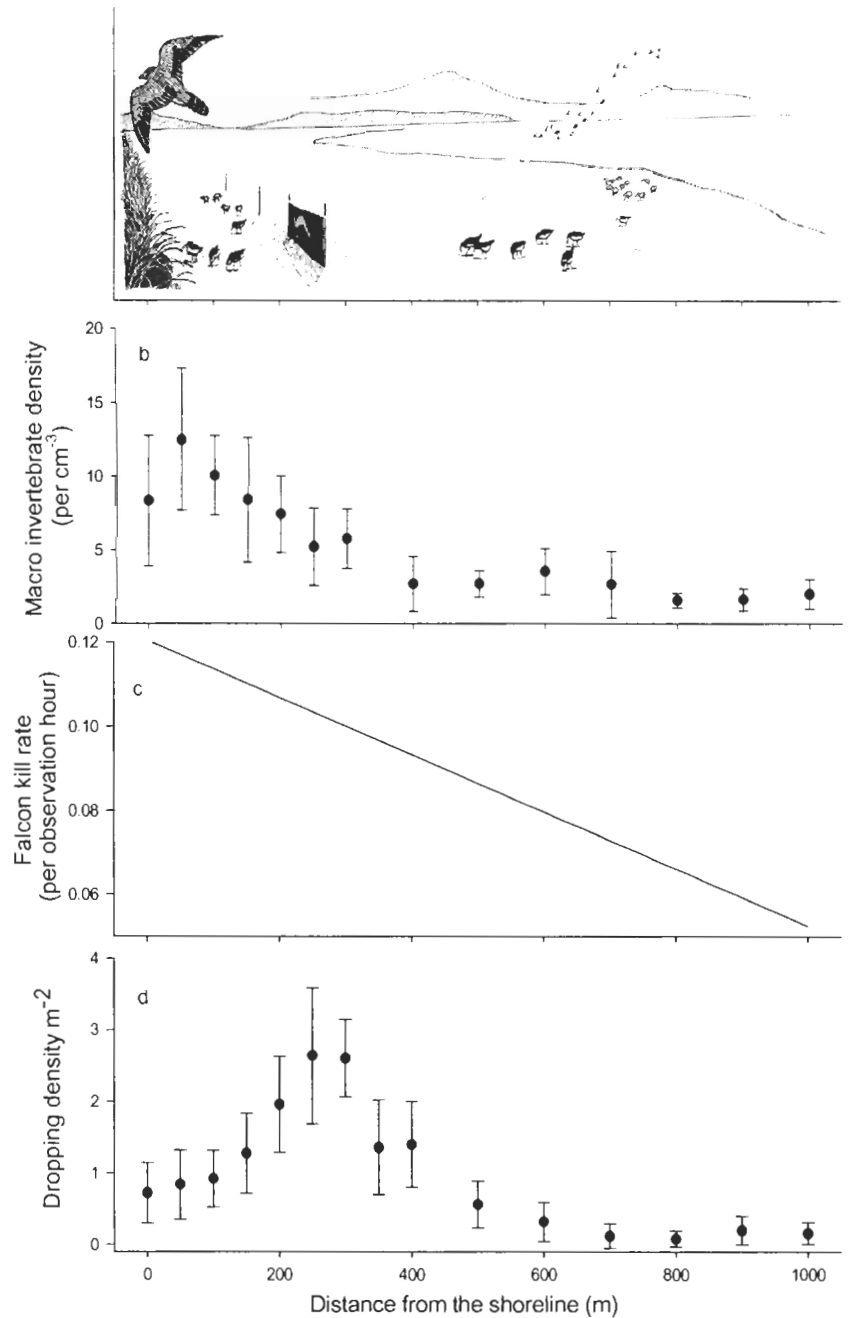 20
15
10
5
0
b
Macro invertebrate density
(per cm-3)
0.12
0.10
0.08
0.06
c
Falcon kill rate
(per observation hour)
4
3
2
1
0
d
Dropping density m-2
0 200 400 600 800 1000
Distance from the shoreline (m)